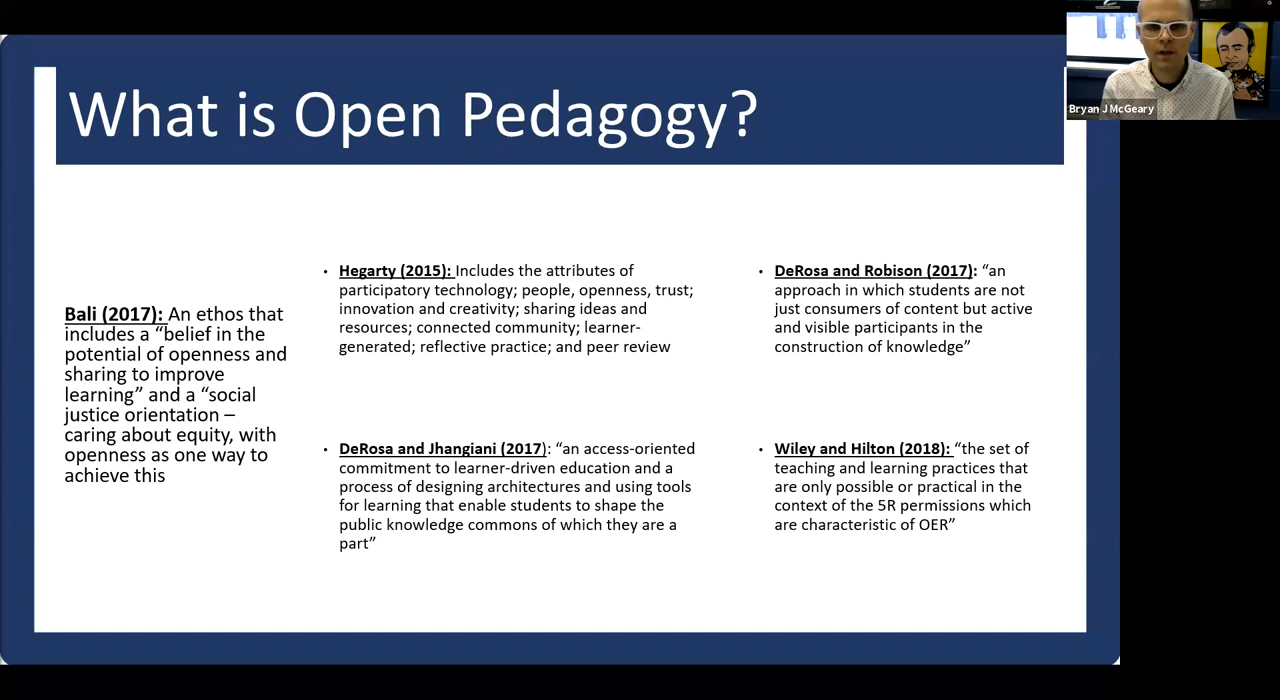 What is Open Pedagogy?
Bryan J McGeary
Bali (2017): An ethos that
includes a “belief in the
potential of openness and
sharing to improve
learning” and a “social
justice orientation –
caring about equity, with
openness as one way to
achieve this
• Hegarty (2015): Includes the attributes of
participatory technology; people, openness, trust;
innovation and creativity; sharing ideas and
resources; connected community; learner-
generated; reflective practice; and peer review
• DeRosa and Jhangiani (2017): “an access-oriented
commitment to learner-driven education and a
process of designing architectures and using tools
for learning that enable students to shape the
public knowledge commons of which they are a
part”
• DeRosa and Robison (2017): “an
approach in which students are not
just consumers of content but active
and visible participants in the
construction of knowledge”
• Wiley and Hilton (2018): “the set of
teaching and learning practices that
are only possible or practical in the
context of the 5R permissions which
are characteristic of OER”